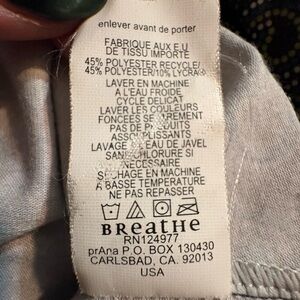 enlever avant de porter
FABRIQUE AUX E.U
DE TISSU IMPORTE
45% POLYESTER RECYCLE/
45% POLYESTER/10% LYCRA®
LAVER EN MACHINE
A L'EAU FROIDE
CYCLE DELICAT
LAVER LES COULEURS
FONCEES SEPAREMENT
PAS DE PRODUITS
ASSOUPLISSANTS
LAVAGE L'EAU DE JAVEL
SANS CHLORURE SI
NECESSAIRE
SECHAGE EN MACHINE
A BASSE TEMPERATURE
NE PAS REPASSER
BREATHE
RN124977
prAna P.O. BOX 130430
CARLSBAD, CA. 92013
USA